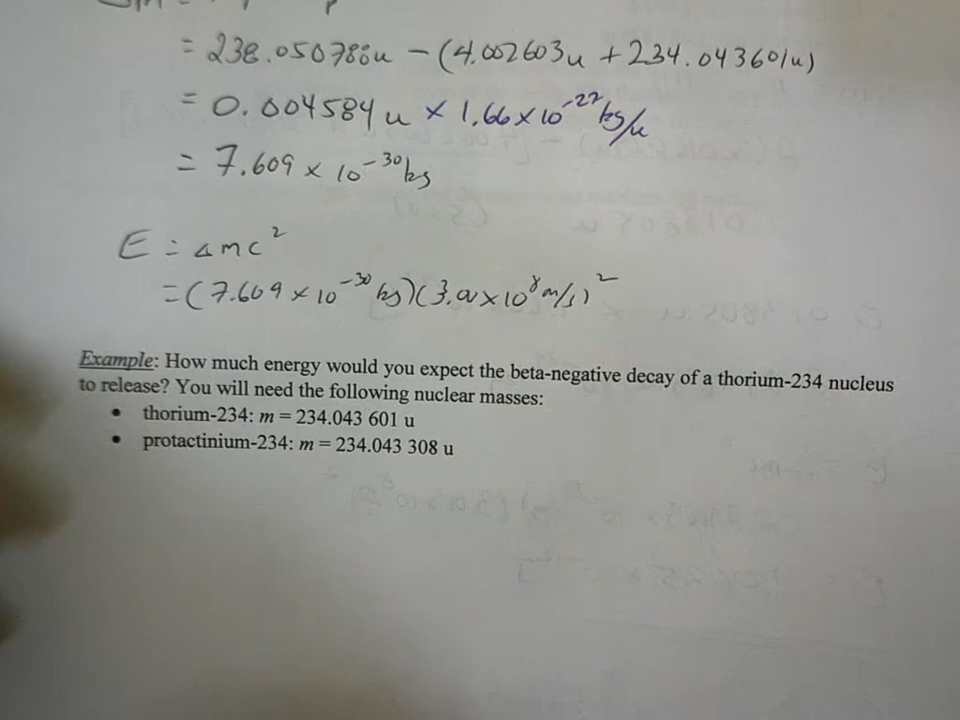 = 238.050788u - (4.002603u + 234.043601u)
= 0.004584 u × 1.66×10⁻²⁷ kg/u
= 7.609 × 10⁻³⁰ kg
E = Δmc²
= (7.609 × 10⁻³⁰ kg)(3.00×10⁸ m/s)²
Example: How much energy would you expect the beta-negative decay of a thorium-234 nucleus
to release? You will need the following nuclear masses:
• thorium-234: m = 234.043 601 u
• protactinium-234: m = 234.043 308 u